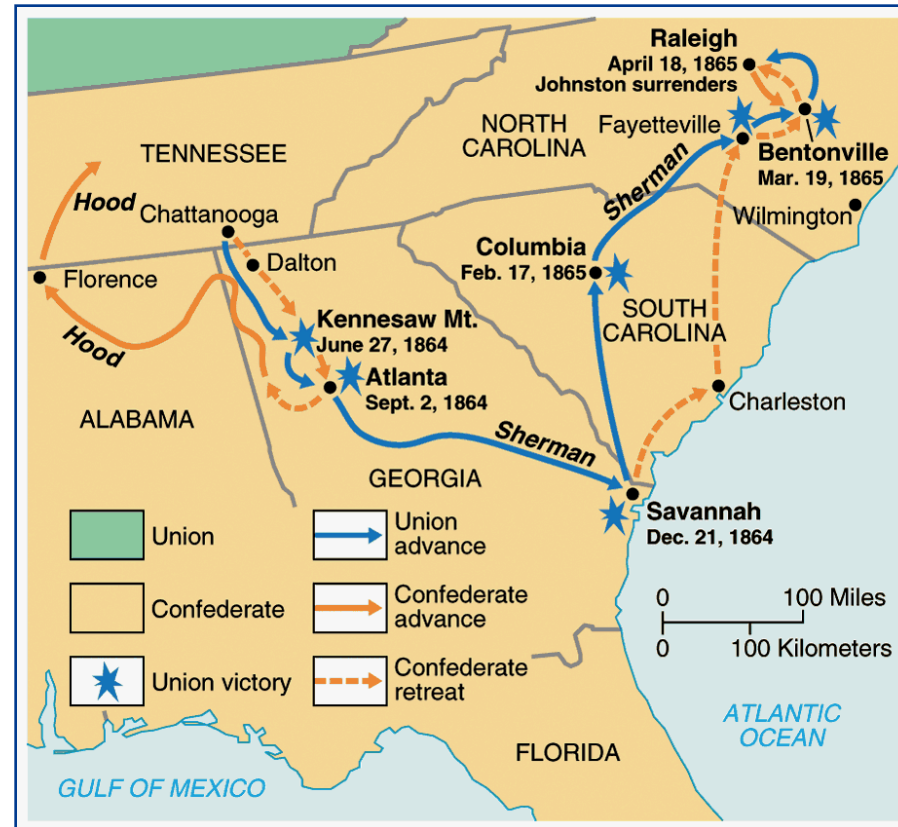 Raleigh
April 18, 1865
Johnston surrenders
NORTH
CAROLINA
Fayetteville
Bentonville
Mar. 19, 1865
Sherman
Wilmington
TENNESSEE
Hood
Chattanooga
Dalton
Florence
Hood
Columbia
Feb. 17, 1865
SOUTH
CAROLINA
Kennesaw Mt.
June 27, 1864
Atlanta
Sept. 2, 1864
Charleston
ALABAMA
Sherman
GEORGIA
Savannah
Dec. 21, 1864
Union
Union
advance
Confederate
Confederate
advance
Union victory
Confederate
retreat
0 100 Miles
0 100 Kilometers
FLORIDA
ATLANTIC
OCEAN
GULF OF MEXICO